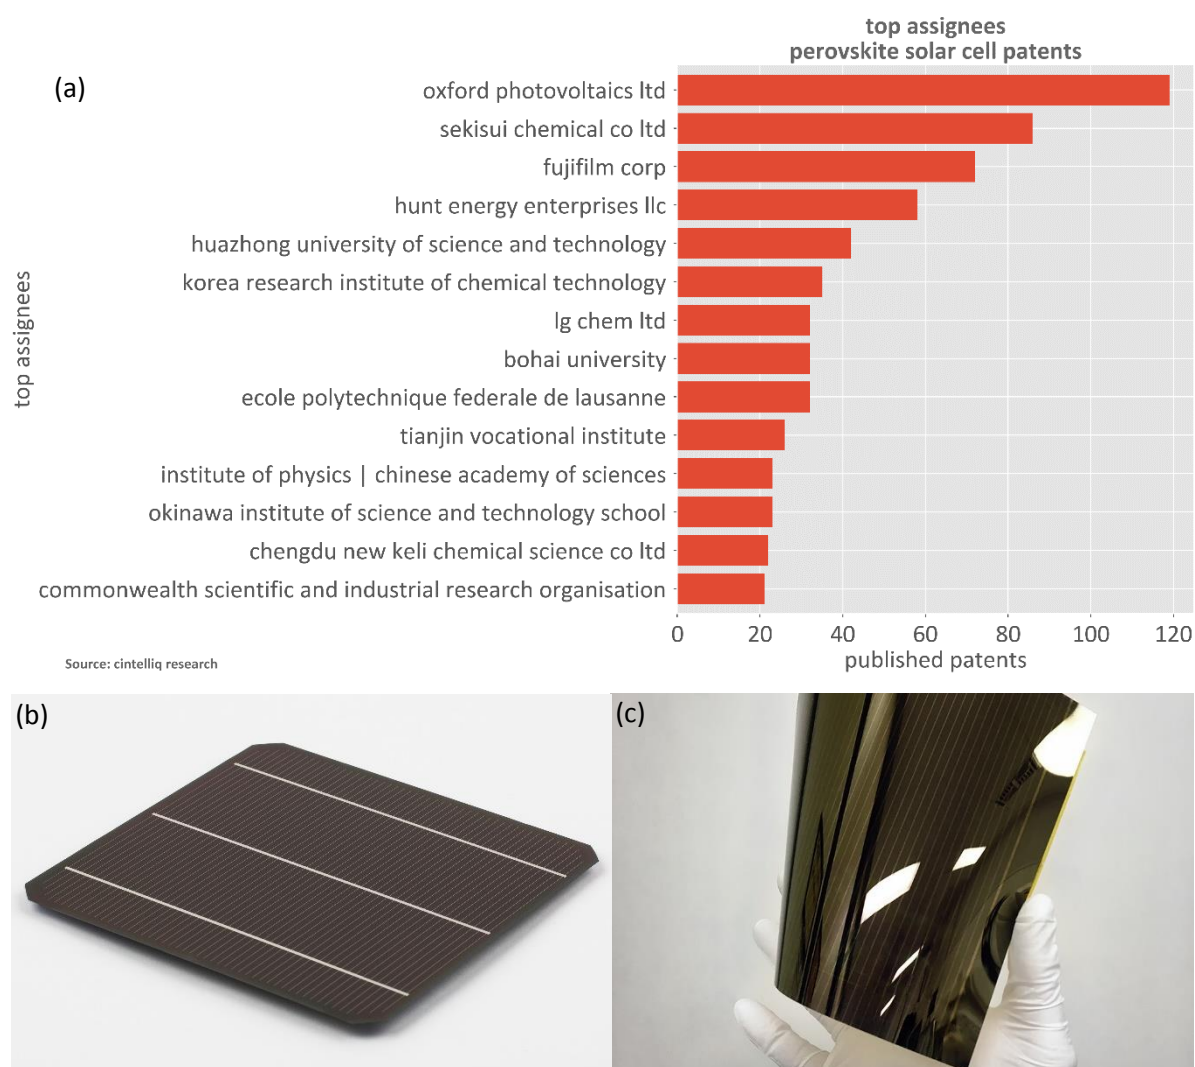 top assignees
perovskite solar cell patents
(a)
top assignees
oxford photovoltaics ltd
sekisui chemical co ltd
fujifilm corp
hunt energy enterprises llc
huazhong university of science and technology
korea research institute of chemical technology
lg chem ltd
bohai university
ecole polytechnique federale de lausanne
tianjin vocational institute
institute of physics | chinese academy of sciences
okinawa institute of science and technology school
chengdu new keli chemical science co ltd
commonwealth scientific and industrial research organisation
0 20 40 60 80 100 120
published patents
Source: cintelliq research
(b)
(c)